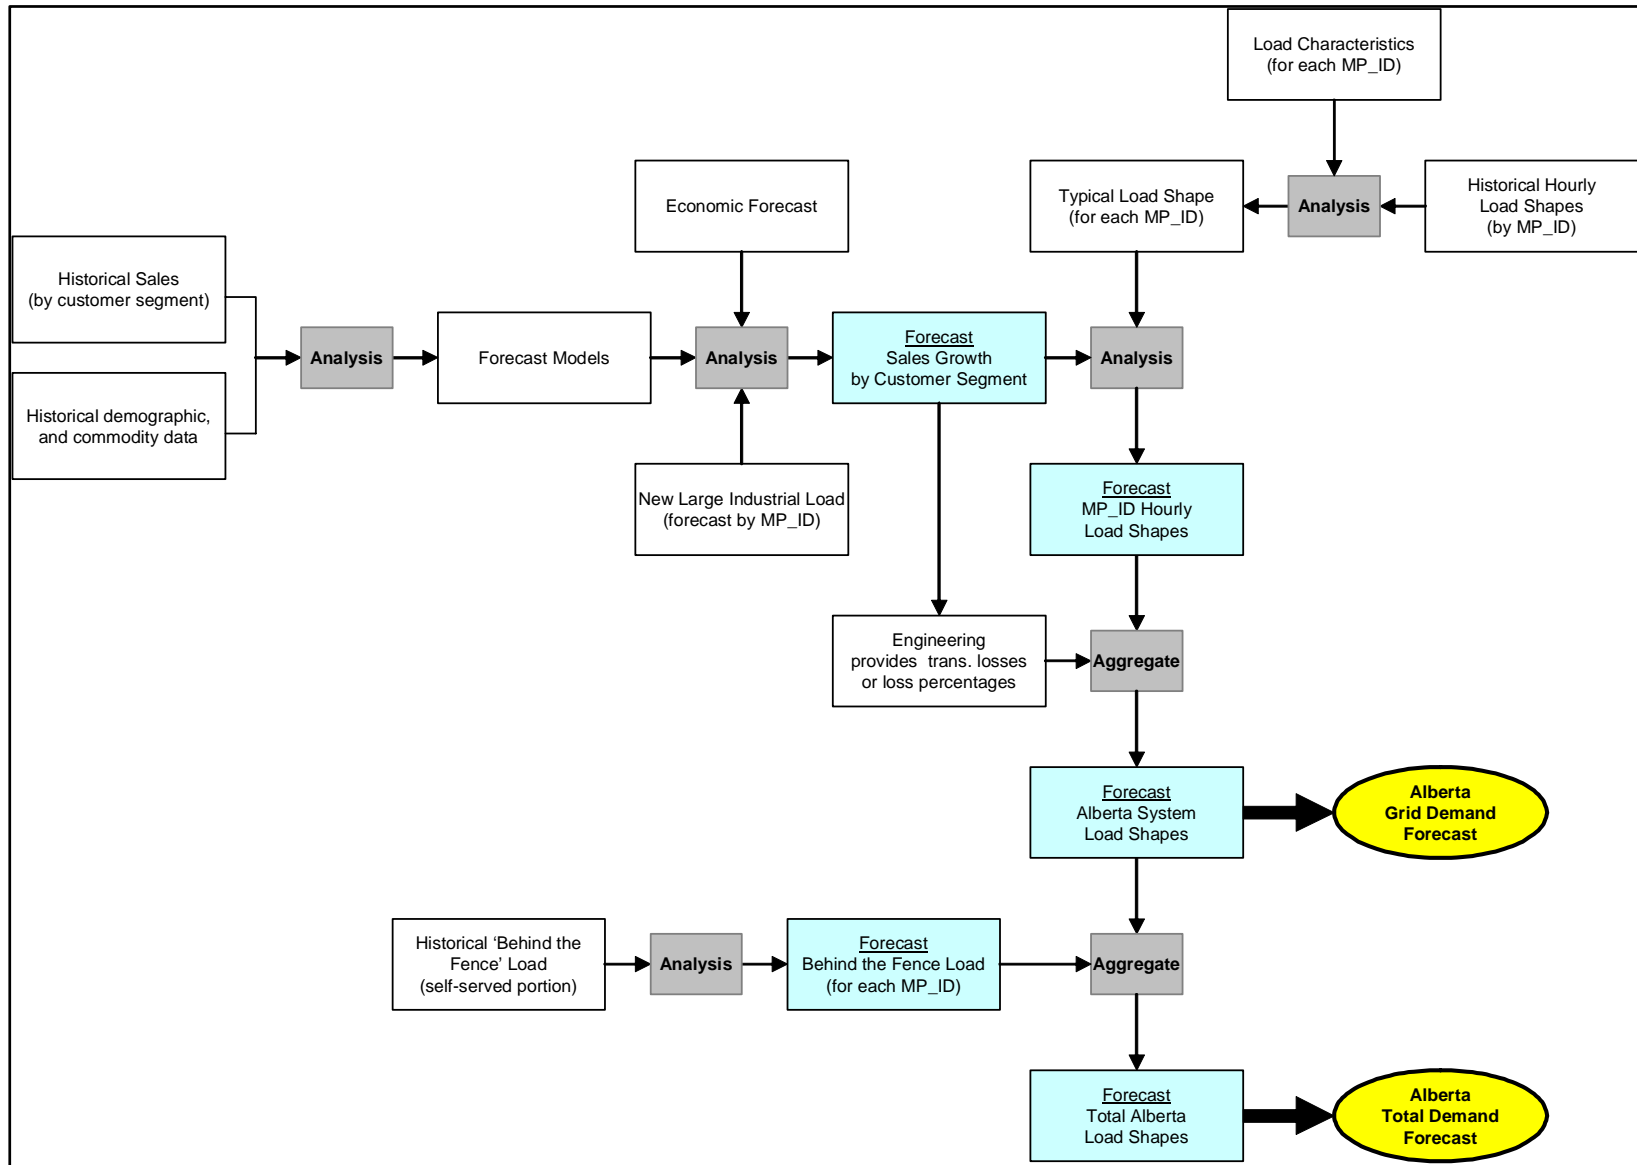 Load Characteristics
(for each MP_ID)
Economic Forecast
Typical Load Shape
(for each MP_ID)
Analysis
Historical Hourly
Load Shapes
(by MP_ID)
Historical Sales
(by customer segment)
Historical demographic,
and commodity data
Analysis
Forecast Models
Analysis
Forecast
Sales Growth
by Customer Segment
Analysis
New Large Industrial Load
(forecast by MP_ID)
Forecast
MP_ID Hourly
Load Shapes
Engineering
provides  trans. losses
or loss percentages
Aggregate
Forecast
Alberta System
Load Shapes
Alberta
Grid Demand
Forecast
Historical ‘Behind the
Fence’ Load
(self-served portion)
Analysis
Forecast
Behind the Fence Load
(for each MP_ID)
Aggregate
Forecast
Total Alberta
Load Shapes
Alberta
Total Demand
Forecast